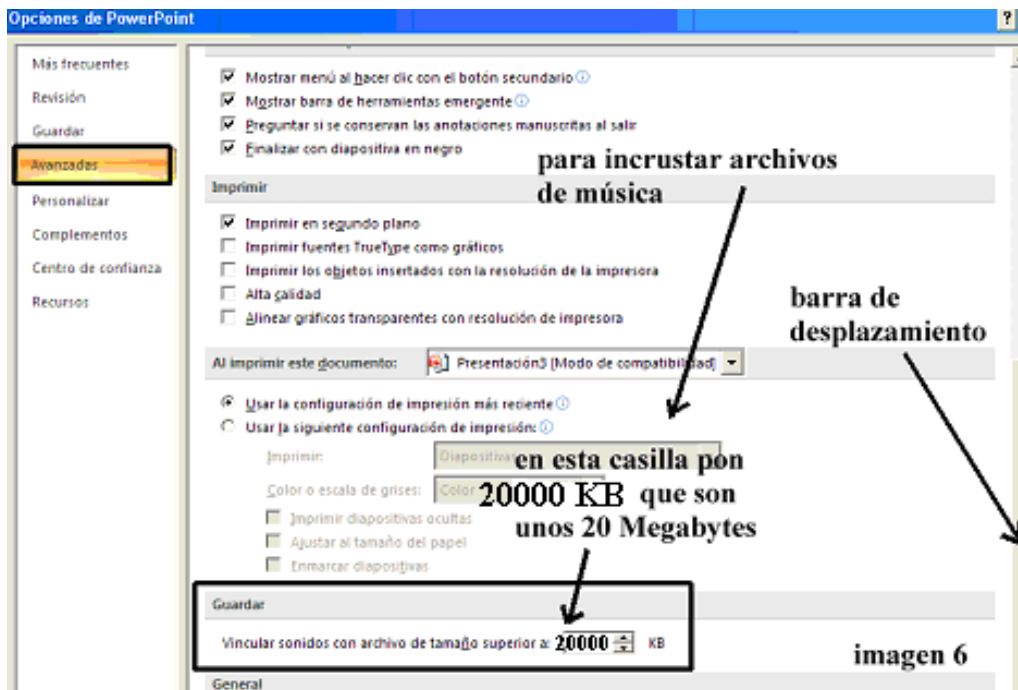 Opciones de PowerPoint ?
Más frecuentes
Revisión
Guardar
Avanzadas
Personalizar
Complementos
Centro de confianza
Recursos
Mostrar menú al hacer clic con el botón secundario
Mostrar barra de herramientas emergente
Preguntar si se conservan las anotaciones manuscritas al salir
Finalizar con diapositiva en negro
para incrustar archivos
de música
Imprimir
Imprimir en segundo plano
Imprimir fuentes TrueType como gráficos
Imprimir los objetos insertados con la resolución de la impresora
Alta calidad
Alinear gráficos transparentes con resolución de impresora
barra de
desplazamiento
Al imprimir este documento: Presentación3 [Modo de compatibilidad]
Usar la configuración de impresión más reciente
Usar la siguiente configuración de impresión:
Imprimir: Diapositivas
Color o escala de grises: Color
Imprimir diapositivas ocultas
Ajustar al tamaño del papel
Enmarcar diapositivas
en esta casilla pon
20000 KB que son
unos 20 Megabytes
Guardar
Vincular sonidos con archivo de tamaño superior a: 20000 KB
imagen 6
General